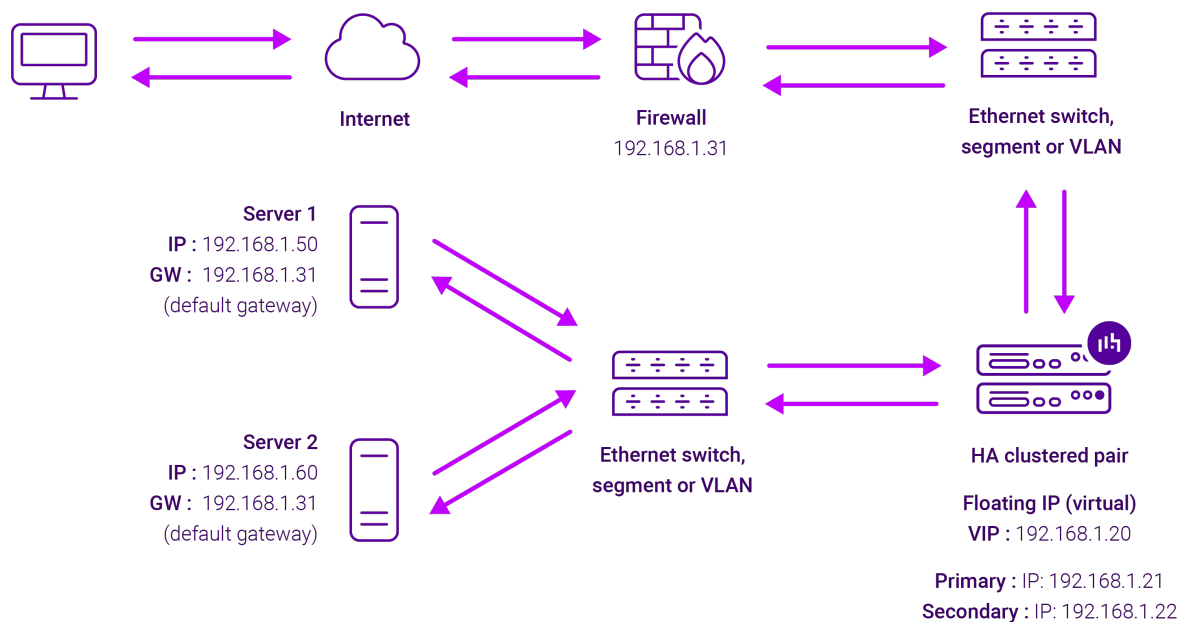 Internet
Firewall
192.168.1.31
Ethernet switch,
segment or VLAN
Server 1
IP : 192.168.1.50
GW : 192.168.1.31
(default gateway)
Server 2
IP : 192.168.1.60
GW : 192.168.1.31
(default gateway)
Ethernet switch,
segment or VLAN
HA clustered pair
Floating IP (virtual)
VIP : 192.168.1.20
Primary : IP: 192.168.1.21
Secondary : IP: 192.168.1.22